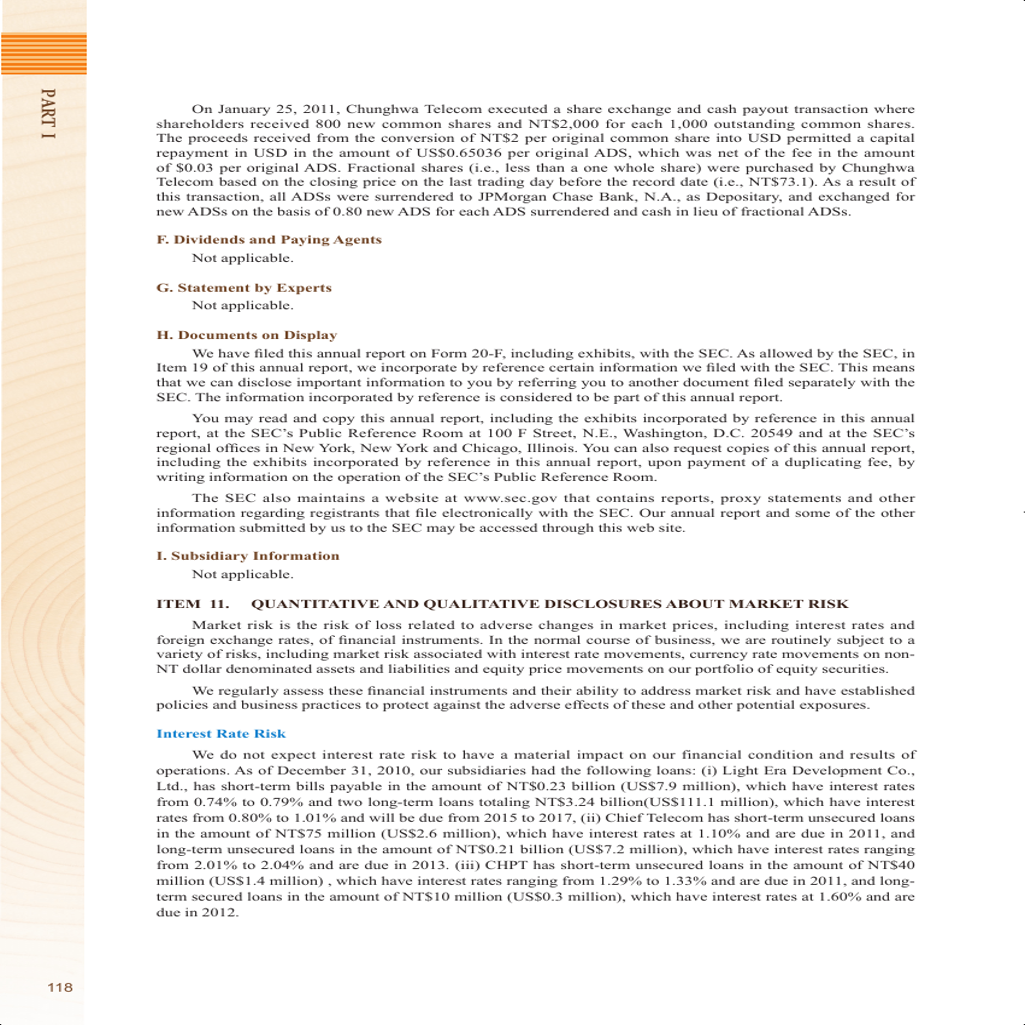 PART I
On January 25, 2011, Chunghwa Telecom executed a share exchange and cash payout transaction where
shareholders received 800 new common shares and NT$2,000 for each 1,000 outstanding common shares.
The proceeds received from the conversion of NT$2 per original common share into USD permitted a capital
repayment in USD in the amount of US$0.65036 per original ADS, which was net of the fee in the amount
of $0.03 per original ADS. Fractional shares (i.e., less than a one whole share) were purchased by Chunghwa
Telecom based on the closing price on the last trading day before the record date (i.e., NT$73.1). As a result of
this transaction, all ADSs were surrendered to JPMorgan Chase Bank, N.A., as Depositary, and exchanged for
new ADSs on the basis of 0.80 new ADS for each ADS surrendered and cash in lieu of fractional ADSs.
F. Dividends and Paying Agents
Not applicable.
G. Statement by Experts
Not applicable.
H. Documents on Display
We have filed this annual report on Form 20-F, including exhibits, with the SEC. As allowed by the SEC, in
Item 19 of this annual report, we incorporate by reference certain information we filed with the SEC. This means
that we can disclose important information to you by referring you to another document filed separately with the
SEC. The information incorporated by reference is considered to be part of this annual report.
You may read and copy this annual report, including the exhibits incorporated by reference in this annual
report, at the SEC's Public Reference Room at 100 F Street, N.E., Washington, D.C. 20549 and at the SEC's
regional offices in New York, New York and Chicago, Illinois. You can also request copies of this annual report,
including the exhibits incorporated by reference in this annual report, upon payment of a duplicating fee, by
writing information on the operation of the SEC's Public Reference Room.
The SEC also maintains a website at www.sec.gov that contains reports, proxy statements and other
information regarding registrants that file electronically with the SEC. Our annual report and some of the other
information submitted by us to the SEC may be accessed through this web site.
I. Subsidiary Information
Not applicable.
ITEM 11. QUANTITATIVE AND QUALITATIVE DISCLOSURES ABOUT MARKET RISK
Market risk is the risk of loss related to adverse changes in market prices, including interest rates and
foreign exchange rates, of financial instruments. In the normal course of business, we are routinely subject to a
variety of risks, including market risk associated with interest rate movements, currency rate movements on non-
NT dollar denominated assets and liabilities and equity price movements on our portfolio of equity securities.
We regularly assess these financial instruments and their ability to address market risk and have established
policies and business practices to protect against the adverse effects of these and other potential exposures.
Interest Rate Risk
We do not expect interest rate risk to have a material impact on our financial condition and results of
operations. As of December 31, 2010, our subsidiaries had the following loans: (i) Light Era Development Co.,
Ltd., has short-term bills payable in the amount of NT$0.23 billion (US$7.9 million), which have interest rates
from 0.74% to 0.79% and two long-term loans totaling NT$3.24 billion(US$111.1 million), which have interest
rates from 0.80% to 1.01% and will be due from 2015 to 2017, (ii) Chief Telecom has short-term unsecured loans
in the amount of NT$75 million (US$2.6 million), which have interest rates at 1.10% and are due in 2011, and
long-term unsecured loans in the amount of NT$0.21 billion (US$7.2 million), which have interest rates ranging
from 2.01% to 2.04% and are due in 2013. (iii) CHPT has short-term unsecured loans in the amount of NT$40
million (US$1.4 million) , which have interest rates ranging from 1.29% to 1.33% and are due in 2011, and long-
term secured loans in the amount of NT$10 million (US$0.3 million), which have interest rates at 1.60% and are
due in 2012.
118